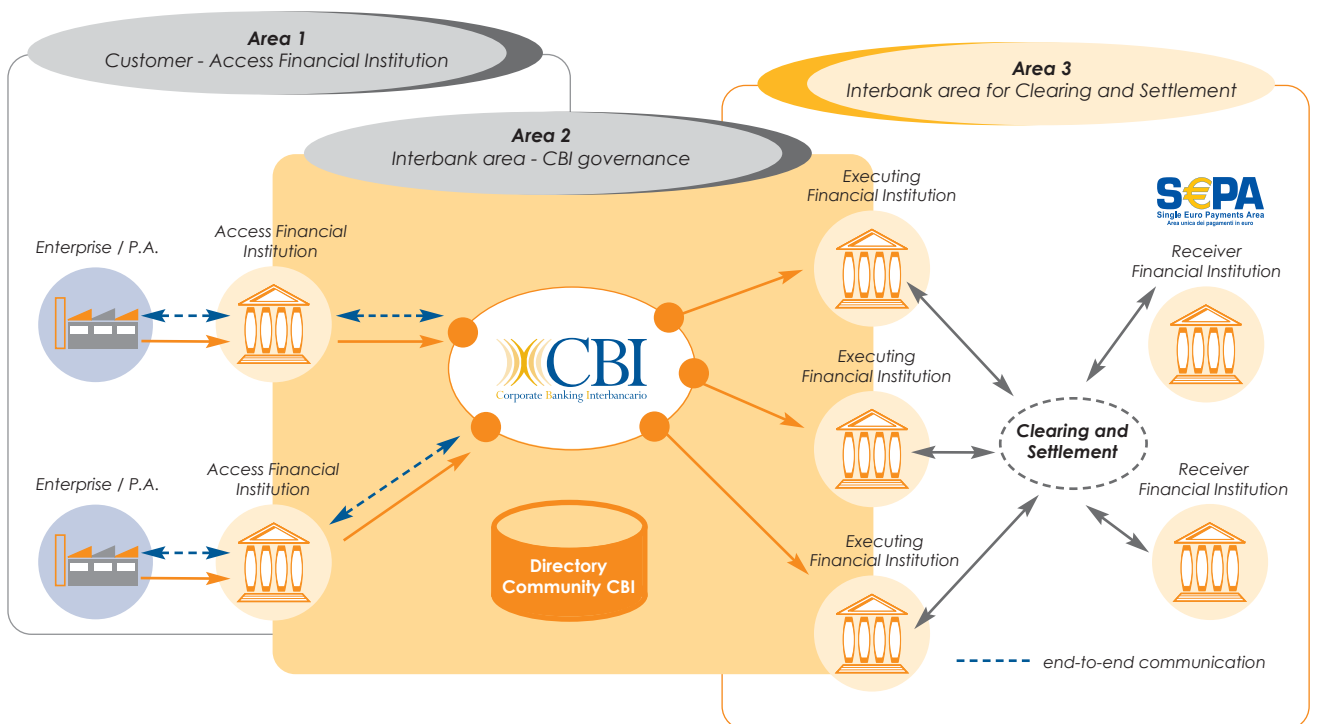 Area 1
Customer - Access Financial Institution
Area 3
Interbank area for Clearing and Settlement
Area 2
Interbank area - CBI governance
Executing
Financial Institution
S€PA
Single Euro Payments Area
Area unica dei pagamenti in euro
Enterprise / P.A.
Access Financial
Institution
Receiver
Financial Institution
CBI
Corporate Banking Interbancario
Executing
Financial Institution
Clearing and
Settlement
Enterprise / P.A.
Access Financial
Institution
Receiver
Financial Institution
Directory
Community CBI
Executing
Financial Institution
end-to-end communication